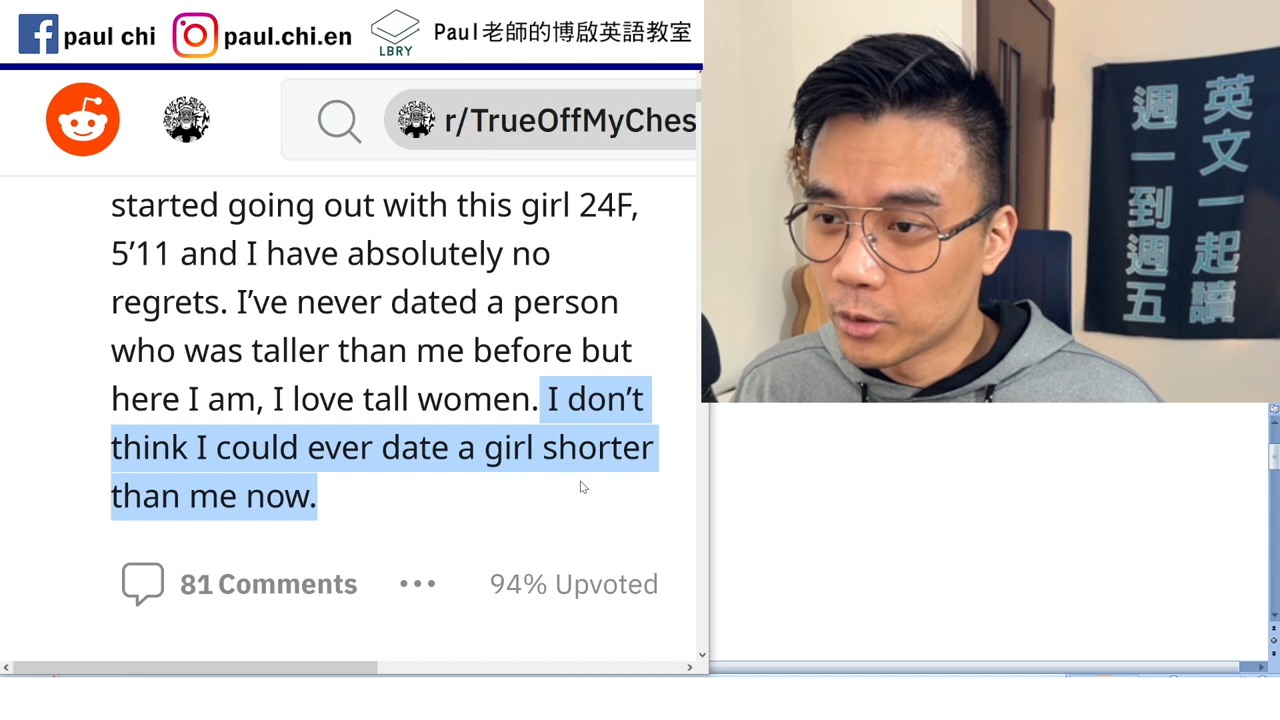 paul chi
paul.chi.en
LBRY
Paul老師的博啟英語教室
r/TrueOffMyChes
started going out with this girl 24F,
5’11 and I have absolutely no
regrets. I’ve never dated a person
who was taller than me before but
here I am, I love tall women. I don’t
think I could ever date a girl shorter
than me now.
81 Comments
94% Upvoted
英文一起讀
週一到週五